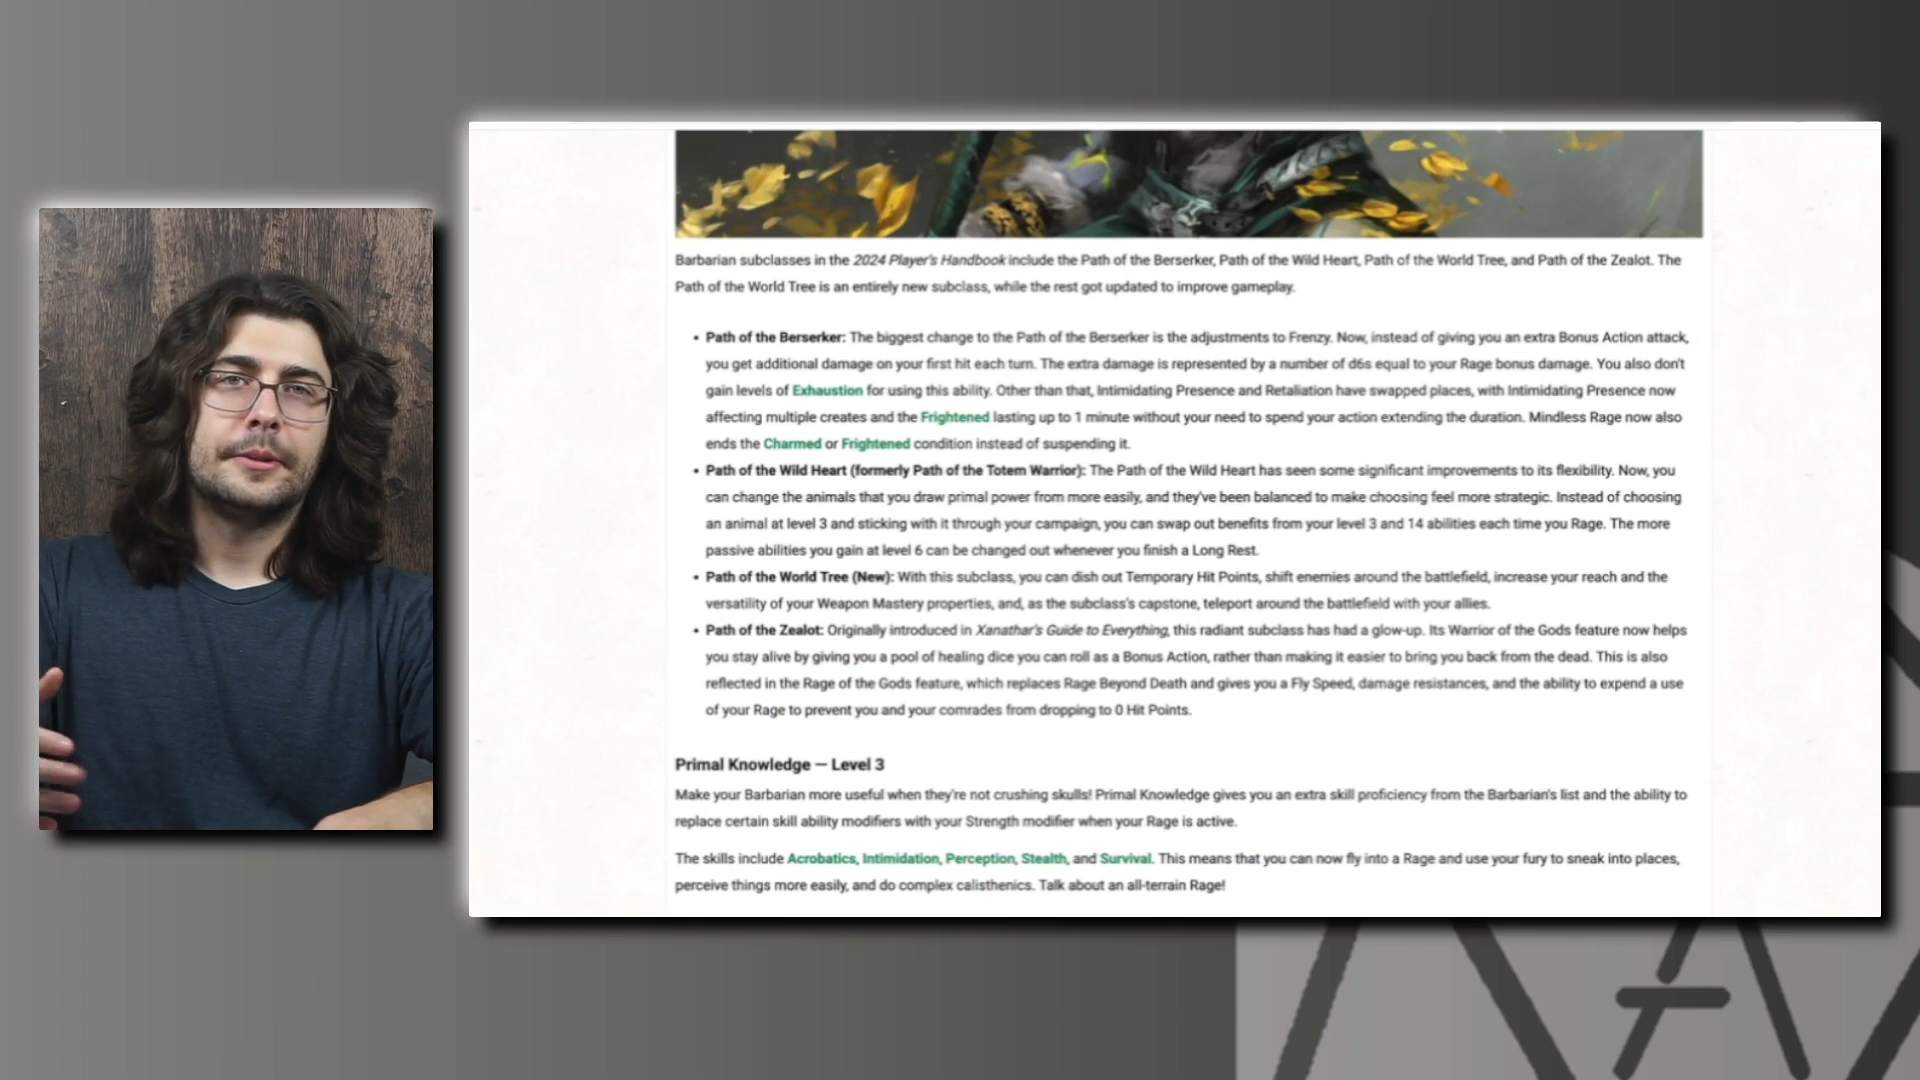 Barbarian subclasses in the 2024 Player's Handbook include the Path of the Berserker, Path of the Wild Heart, Path of the World Tree, and Path of the Zealot. The
Path of the World Tree is an entirely new subclass, while the rest got updated to improve gameplay.
• Path of the Berserker: The biggest change to the Path of the Berserker is the adjustments to Frenzy. Now, instead of giving you an extra Bonus Action attack,
you get additional damage on your first hit each turn. The extra damage is represented by a number of d6s equal to your Rage bonus damage. You also don't
gain levels of Exhaustion for using this ability. Other than that, Intimidating Presence and Retaliation have swapped places, with Intimidating Presence now
affecting multiple creates and the Frightened lasting up to 1 minute without your need to spend your action extending the duration. Mindless Rage now also
ends the Charmed or Frightened condition instead of suspending it.
• Path of the Wild Heart (formerly Path of the Totem Warrior): The Path of the Wild Heart has seen some significant improvements to its flexibility. Now, you
can change the animals that you draw primal power from more easily, and they've been balanced to make choosing feel more strategic. Instead of choosing
an animal at level 3 and sticking with it through your campaign, you can swap out benefits from your level 3 and 14 abilities each time you Rage. The more
passive abilities you gain at level 6 can be changed out whenever you finish a Long Rest.
• Path of the World Tree (New): With this subclass, you can dish out Temporary Hit Points, shift enemies around the battlefield, increase your reach and the
versatility of your Weapon Mastery properties, and, as the subclass's capstone, teleport around the battlefield with your allies.
• Path of the Zealot: Originally introduced in Xanathar's Guide to Everything, this radiant subclass has had a glow-up. Its Warrior of the Gods feature now helps
you stay alive by giving you a pool of healing dice you can roll as a Bonus Action, rather than making it easier to bring you back from the dead. This is also
reflected in the Rage of the Gods feature, which replaces Rage Beyond Death and gives you a Fly Speed, damage resistances, and the ability to expend a use
of your Rage to prevent you and your comrades from dropping to 0 Hit Points.
Primal Knowledge — Level 3
Make your Barbarian more useful when they're not crushing skulls! Primal Knowledge gives you an extra skill proficiency from the Barbarian's list and the ability to
replace certain skill ability modifiers with your Strength modifier when your Rage is active.
The skills include Acrobatics, Intimidation, Perception, Stealth, and Survival. This means that you can now fly into a Rage and use your fury to sneak into places,
perceive things more easily, and do complex calisthenics. Talk about an all-terrain Rage!